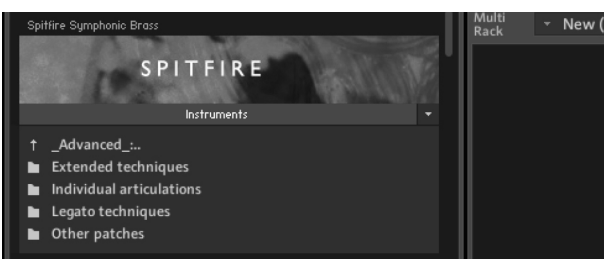 Spitfire Symphonic Brass
Multi
Rack
New (
SPITFIRE
Instruments
↑ _Advanced_:..
Extended techniques
Individual articulations
Legato techniques
Other patches